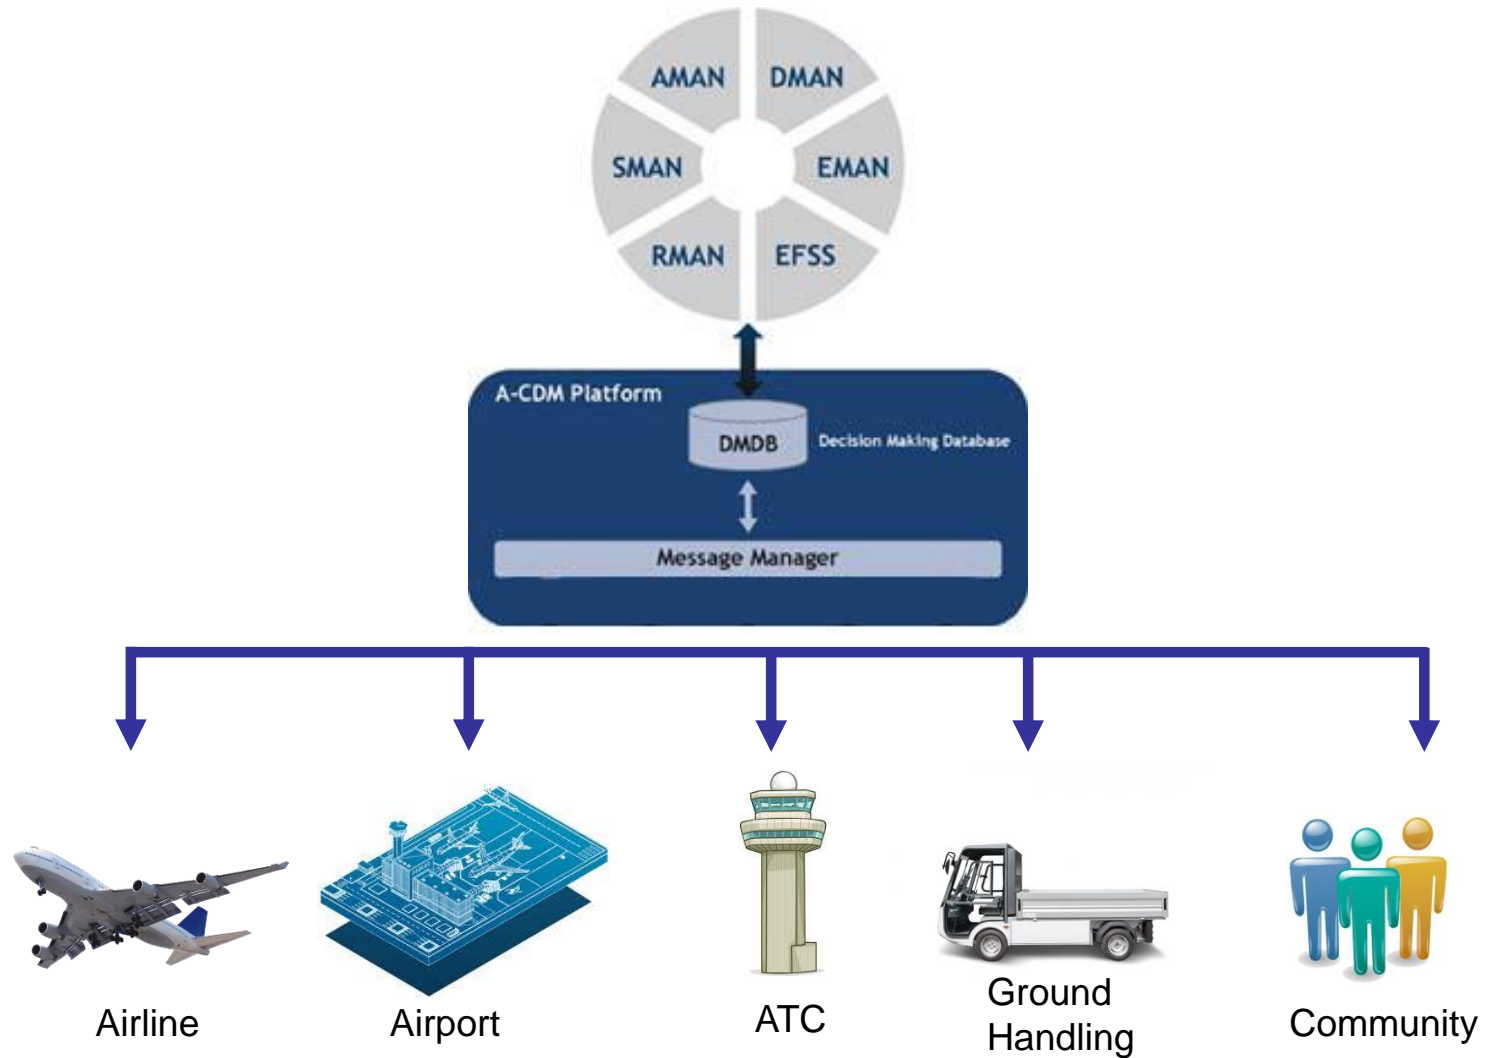 AMAN
DMAN
SMAN
EMAN
RMAN
EFSS
A-CDM Platform
DMDB
Decision Making Database
Message Manager
Airline
Airport
ATC
Ground
Handling
Community